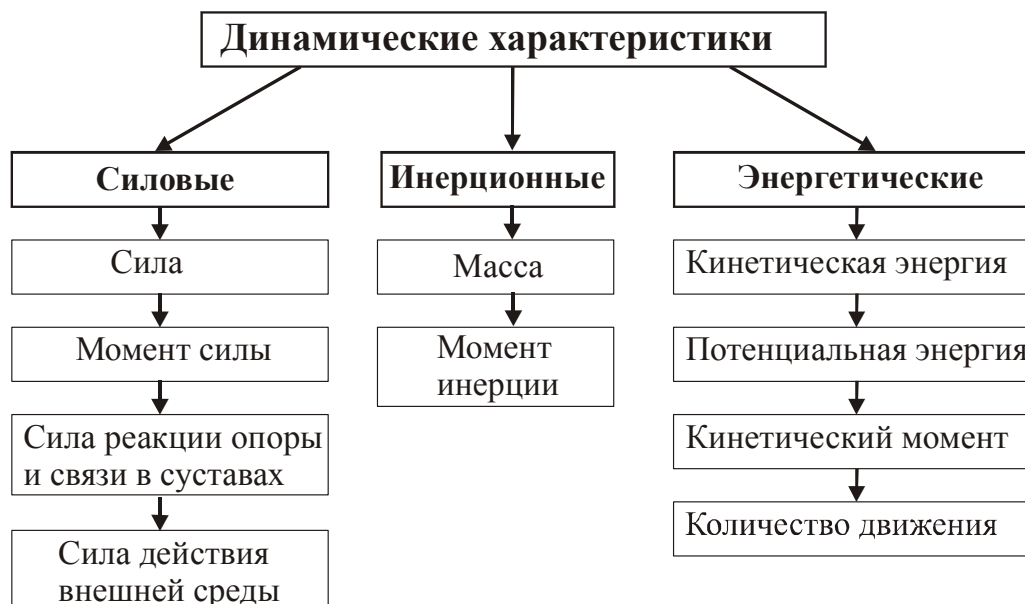 Динамические характеристики
Силовые
Сила
Момент силы
Сила реакции опоры
и связи в суставах
Сила действия
внешней среды
Инерционные
Масса
Момент
инерции
Энергетические
Кинетическая энергия
Потенциальная энергия
Кинетический момент
Количество движения